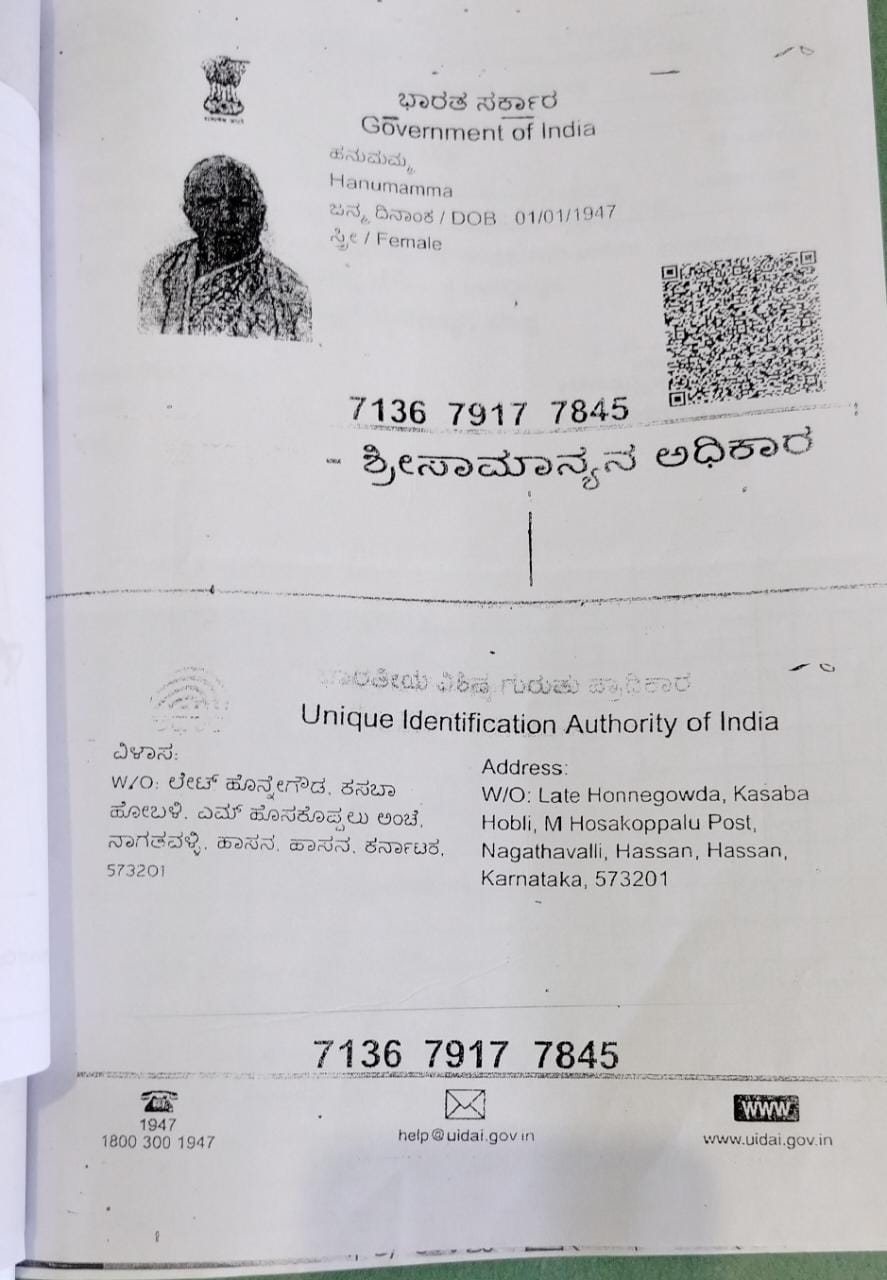 ಭಾರತ ಸರ್ಕಾರ
Government of India
ಹನುಮಮ್ಮ
Hanumamma
ಜನ್ಮ ದಿನಾಂಕ / DOB 01/01/1947
ಸ್ತ್ರೀ / Female
7136 7917 7845
- ಶ್ರೀಸಾಮಾನ್ಯನ ಅಧಿಕಾರ
ಭಾರತೀಯ ವಿಶಿಷ್ಟ ಗುರುತು ಪ್ರಾಧಿಕಾರ
Unique Identification Authority of India
ವಿಳಾಸ:
W/O: ಲೇಟ್ ಹೊನ್ನೇಗೌಡ, ಕಸಬಾ
ಹೋಬಳಿ, ಎಮ್ ಹೊಸಕೊಪ್ಪಲು ಅಂಚೆ,
ನಾಗತವಳ್ಳಿ, ಹಾಸನ, ಹಾಸನ, ಕರ್ನಾಟಕ,
573201
Address:
W/O: Late Honnegowda, Kasaba
Hobli, M Hosakoppalu Post,
Nagathavalli, Hassan, Hassan,
Karnataka, 573201
7136 7917 7845
1947
1800 300 1947
help@uidai.gov.in
WWW
www.uidai.gov.in